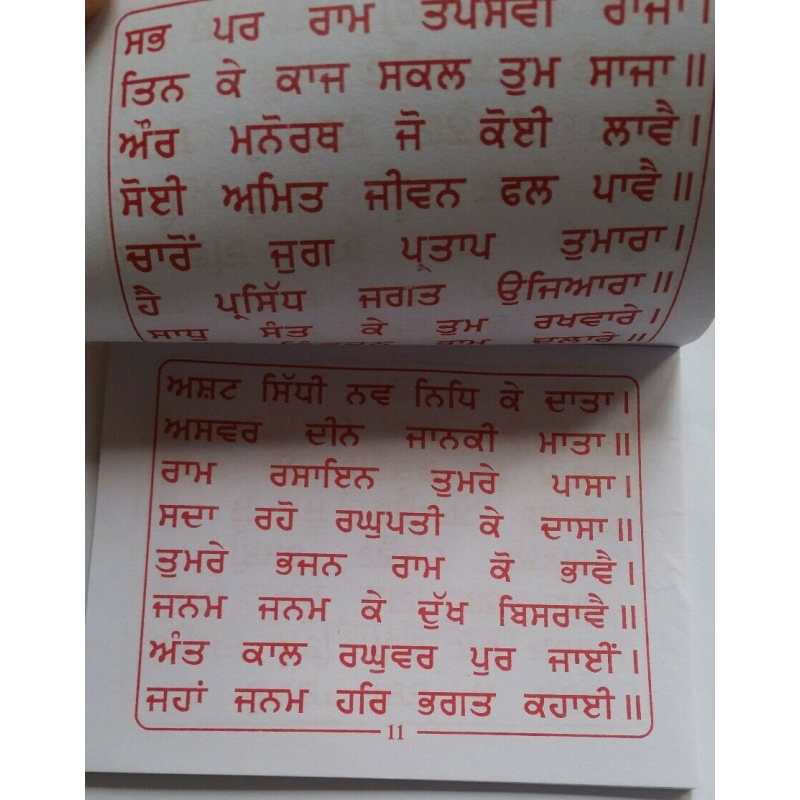 ਸਭ ਪਰ ਰਾਮ ਤਪਸਵੀ ਰਾਜਾ।
ਤਿਨ ਕੇ ਕਾਜ ਸਕਲ ਤੁਮ ਸਾਜਾ॥
ਔਰ ਮਨੋਰਥ ਜੋ ਕੋਈ ਲਾਵੈ।
ਸੋਈ ਅਮਿਤ ਜੀਵਨ ਫਲ ਪਾਵੈ॥
ਚਾਰੋਂ ਜੁਗ ਪ੍ਰਤਾਪ ਤੁਮਾਰਾ।
ਹੈ ਪ੍ਰਸਿੱਧ ਜਗਤ ਉਜਿਆਰਾ॥
ਸਾਧੁ ਸੰਤ ਕੇ ਤੁਮ ਰਖਵਾਰੇ।
ਅਸ਼ਟ ਸਿੱਧੀ ਨਵ ਨਿਧਿ ਕੇ ਦਾਤਾ।
ਅਸਵਰ ਦੀਨ ਜਾਨਕੀ ਮਾਤਾ॥
ਰਾਮ ਰਸਾਇਨ ਤੁਮਰੇ ਪਾਸਾ।
ਸਦਾ ਰਹੋ ਰਘੁਪਤੀ ਕੇ ਦਾਸਾ॥
ਤੁਮਰੇ ਭਜਨ ਰਾਮ ਕੋ ਭਾਵੈ।
ਜਨਮ ਜਨਮ ਕੇ ਦੁੱਖ ਬਿਸਰਾਵੈ॥
ਅੰਤ ਕਾਲ ਰਘੁਵਰ ਪੁਰ ਜਾਈਂ।
ਜਹਾਂ ਜਨਮ ਹਰਿ ਭਗਤ ਕਹਾਈ॥
11